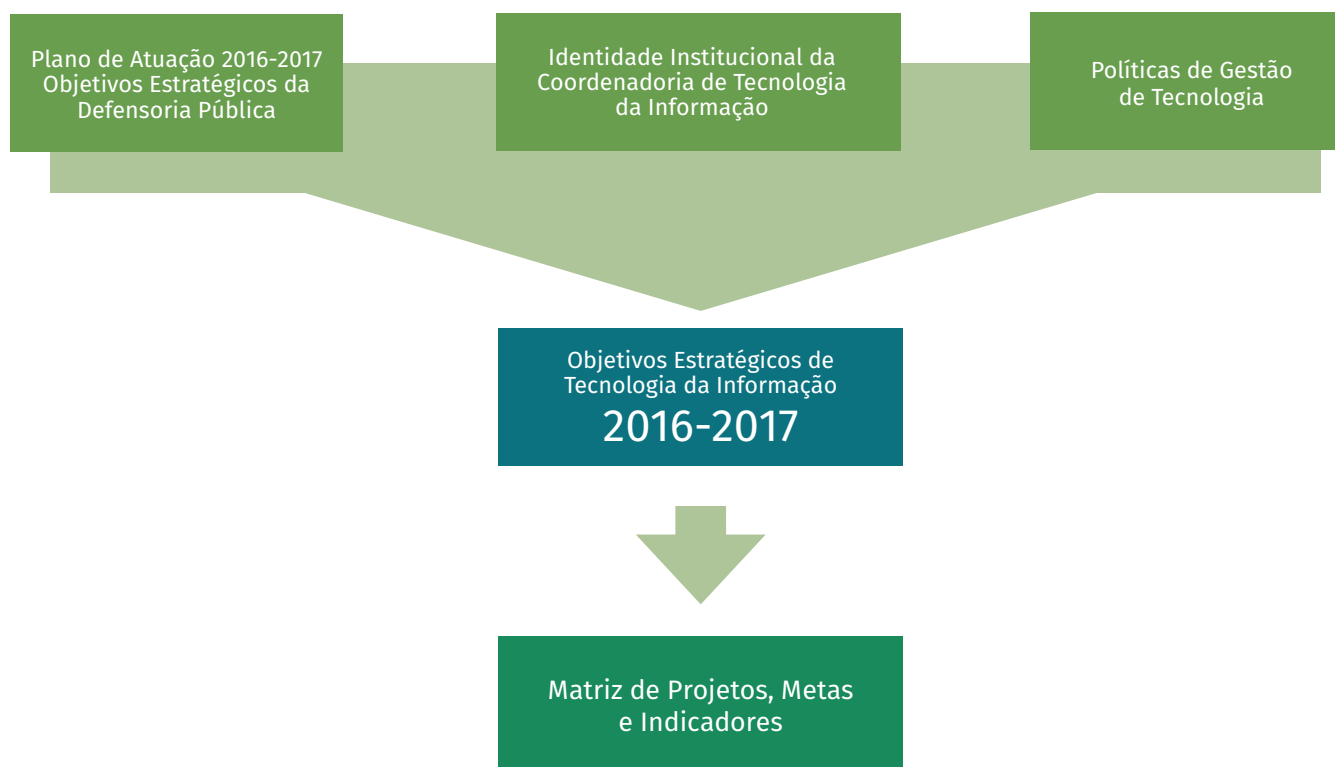 Plano de Atuação 2016-2017
Objetivos Estratégicos da
Defensoria Pública
Identidade Institucional da
Coordenadoria de Tecnologia
da Informação
Políticas de Gestão
de Tecnologia
Objetivos Estratégicos de
Tecnologia da Informação
2016-2017
Matriz de Projetos, Metas
e Indicadores